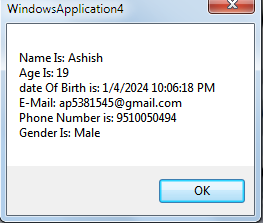 WindowsApplication4
Name Is: Ashish
Age Is: 19
date Of Birth is: 1/4/2024 10:06:18 PM
E-Mail: ap5381545@gmail.com
Phone Number is: 9510050494
Gender Is: Male
OK